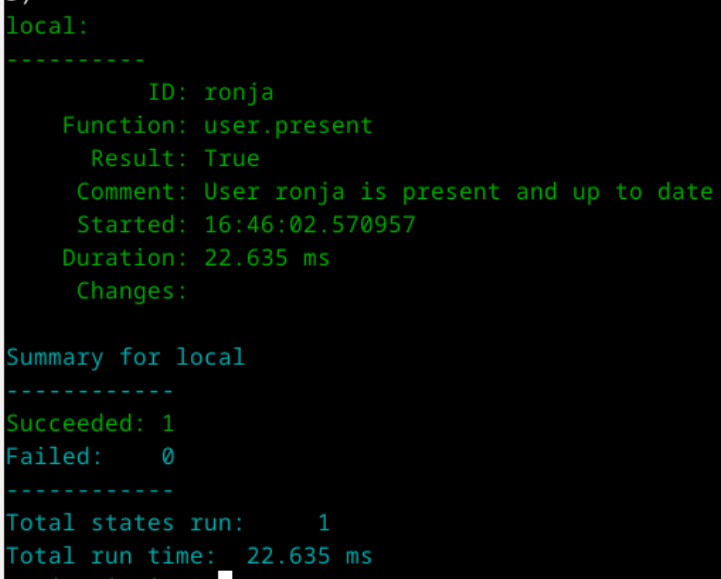 local:
----------
          ID: ronja
    Function: user.present
      Result: True
     Comment: User ronja is present and up to date
     Started: 16:46:02.570957
    Duration: 22.635 ms
     Changes:

Summary for local
------------
Succeeded: 1
Failed:    0
------------
Total states run:     1
Total run time:  22.635 ms